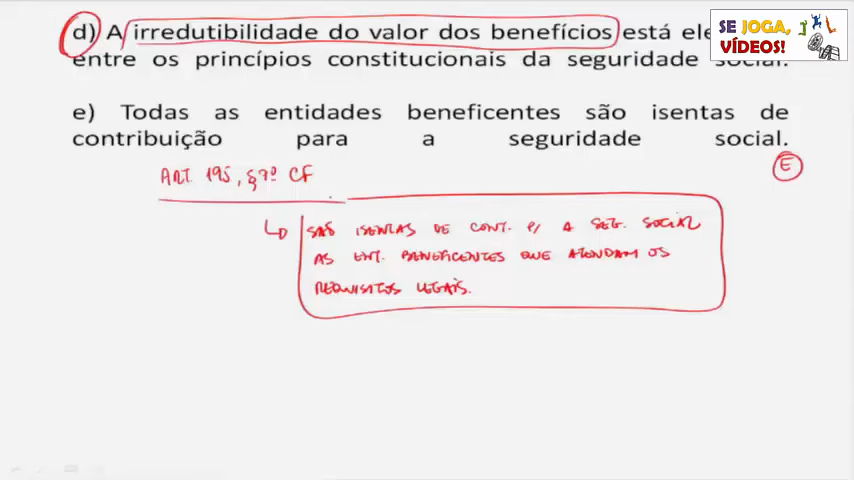 d) A irredutibilidade do valor dos benefícios está
SE JOGA,
VÍDEOS!
entre os princípios constitucionais da seguridade social.
e) Todas as entidades beneficentes são isentas de
contribuição para a seguridade social.
E
ART 195, § 7º CF
SÃO ISENTAS DE CONT. P/ A SEG. SOCIAL
AS ENT. BENEFICENTES QUE ATENDAM OS
REQUISITOS LEGAIS.